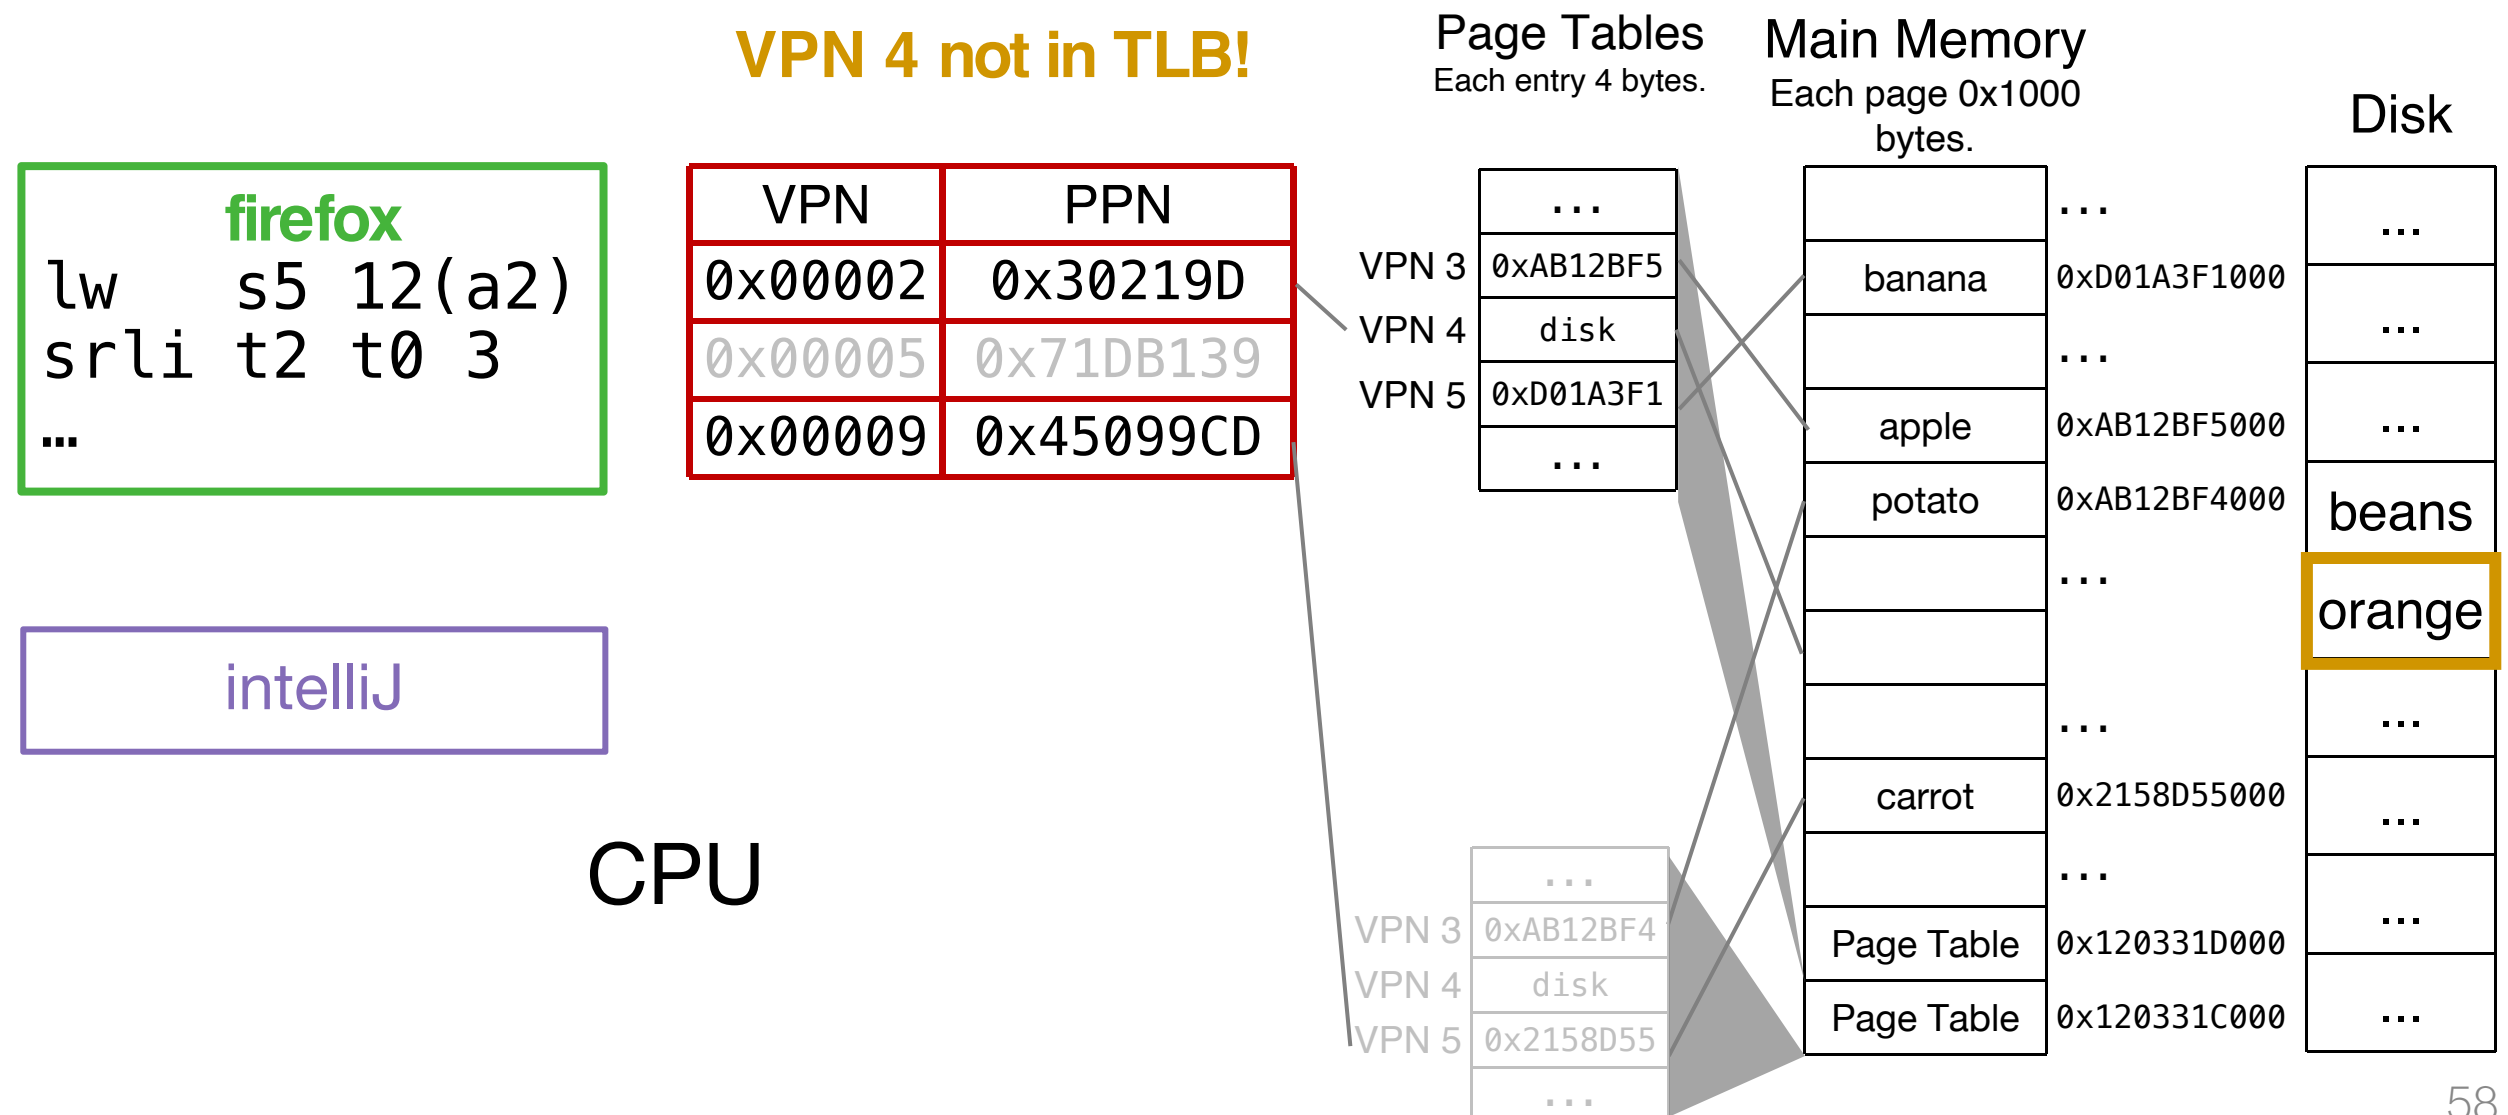 VPN 4 not in TLB!
Page Tables
Each entry 4 bytes.
Main Memory
Each page 0x1000
bytes.
Disk
firefox
lw s5 12(a2)
srli t2 t0 3
…
intelliJ
CPU
VPN PPN
0x00002 0x30219D
0x00005 0x71DB139
0x00009 0x45099CD
...
VPN 3 0xAB12BF5
VPN 4 disk
VPN 5 0xD01A3F1
...
...
VPN 3 0xAB12BF4
VPN 4 disk
VPN 5 0x2158D55
...
...
banana 0xD01A3F1000
...
apple 0xAB12BF5000
potato 0xAB12BF4000
...
...
carrot 0x2158D55000
...
Page Table 0x120331D000
Page Table 0x120331C000
...
...
...
beans
orange
...
...
...
...
58